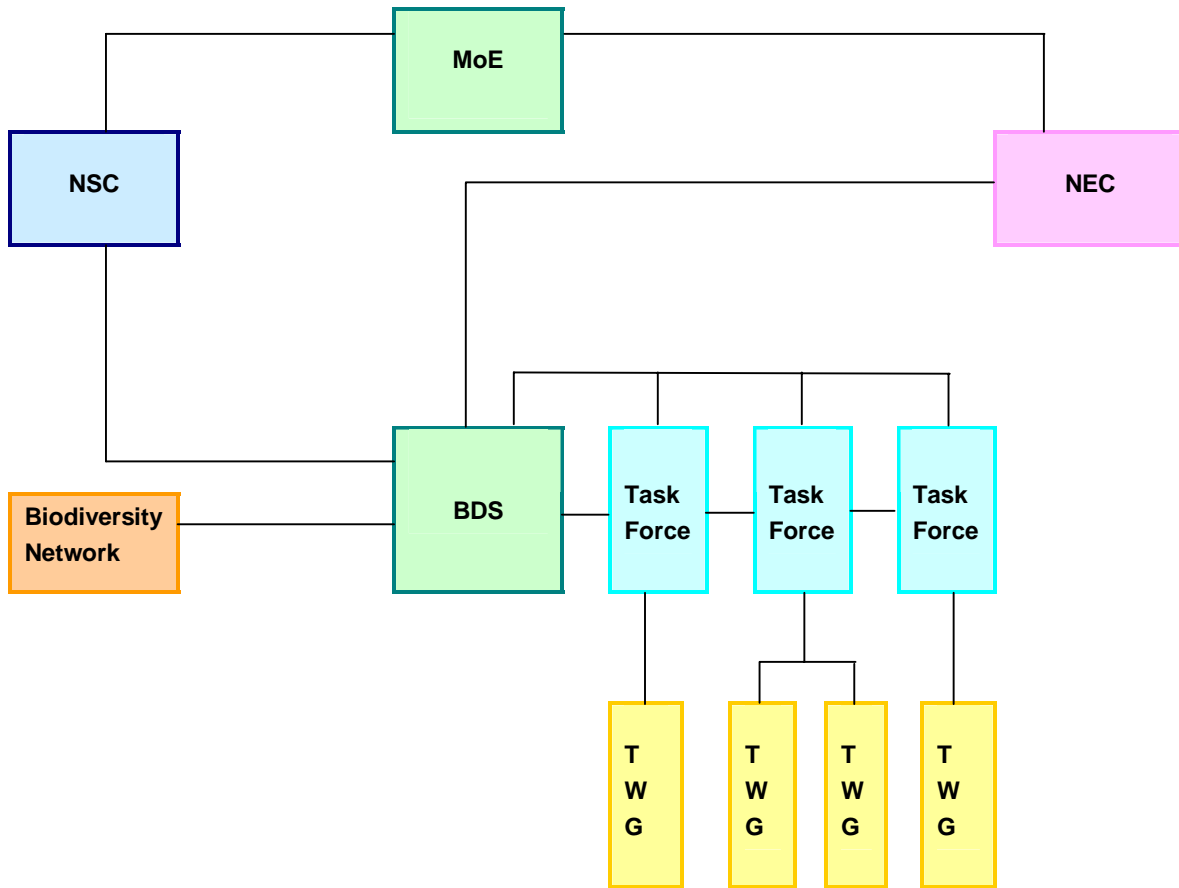 MoE
NSC
NEC
Biodiversity
Network
BDS
Task
Force
Task
Force
Task
Force
T
W
G
T
W
G
T
W
G
T
W
G